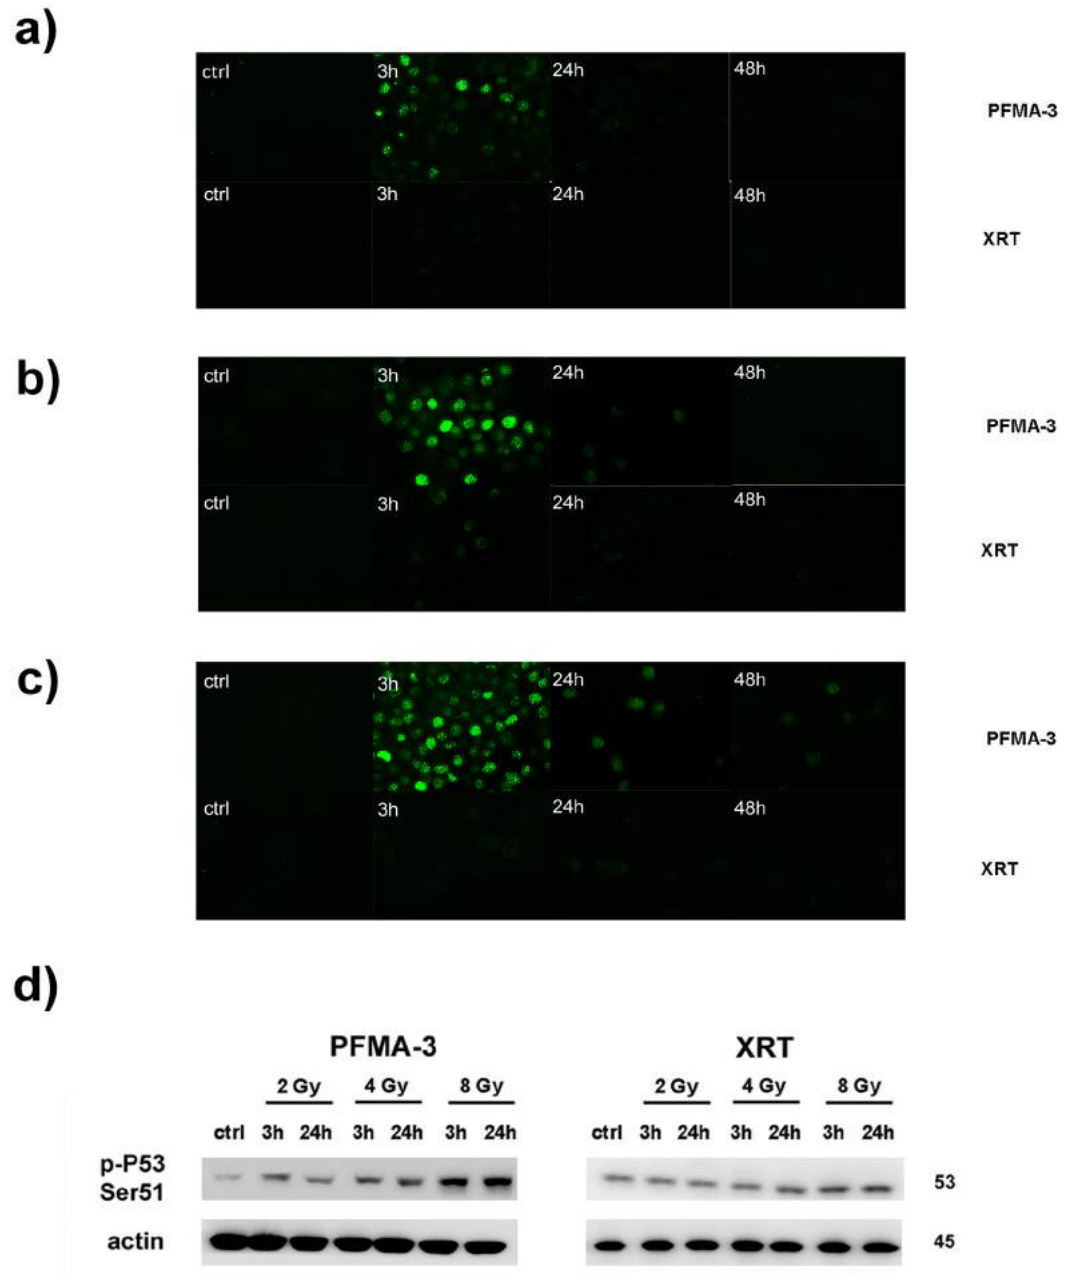 a)
ctrl 3h 24h 48h PFMA-3
ctrl 3h 24h 48h XRT
b)
ctrl 3h 24h 48h PFMA-3
ctrl 3h 24h 48h XRT
c)
ctrl 3h 24h 48h PFMA-3
ctrl 3h 24h 48h XRT
d)
PFMA-3 XRT
2 Gy 4 Gy 8 Gy 2 Gy 4 Gy 8 Gy
ctrl 3h 24h 3h 24h 3h 24h ctrl 3h 24h 3h 24h 3h 24h
p-P53
Ser51 53
actin 45